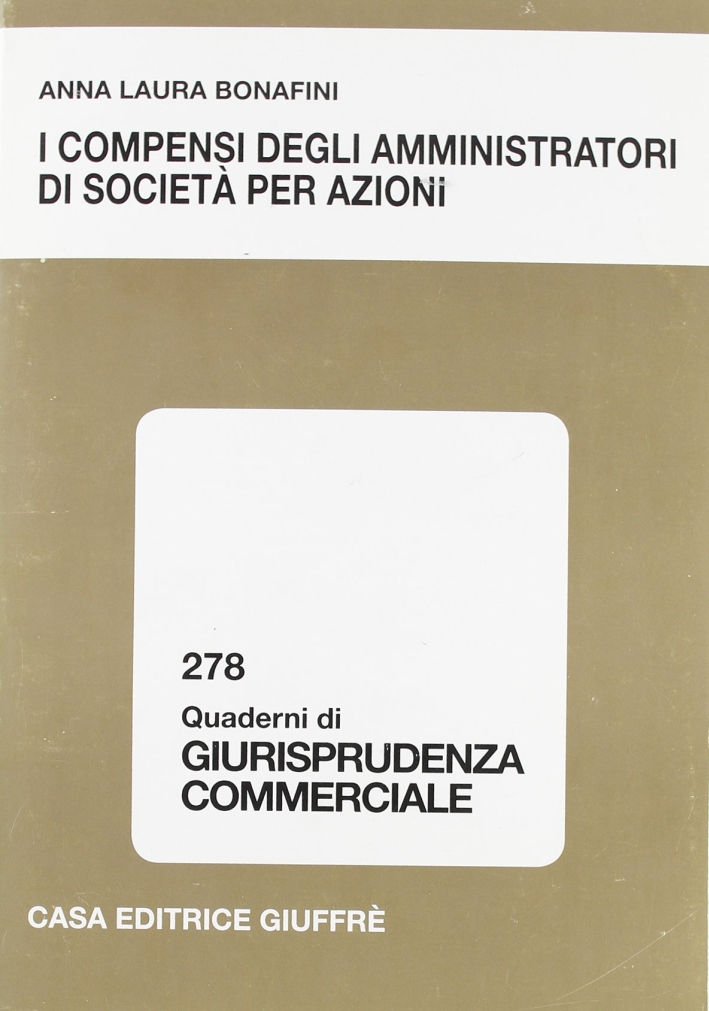 ANNA LAURA BONAFINI
I COMPENSI DEGLI AMMINISTRATORI
DI SOCIETÀ PER AZIONI
278
Quaderni di
GIURISPRUDENZA
COMMERCIALE
CASA EDITRICE GIUFFRÈ